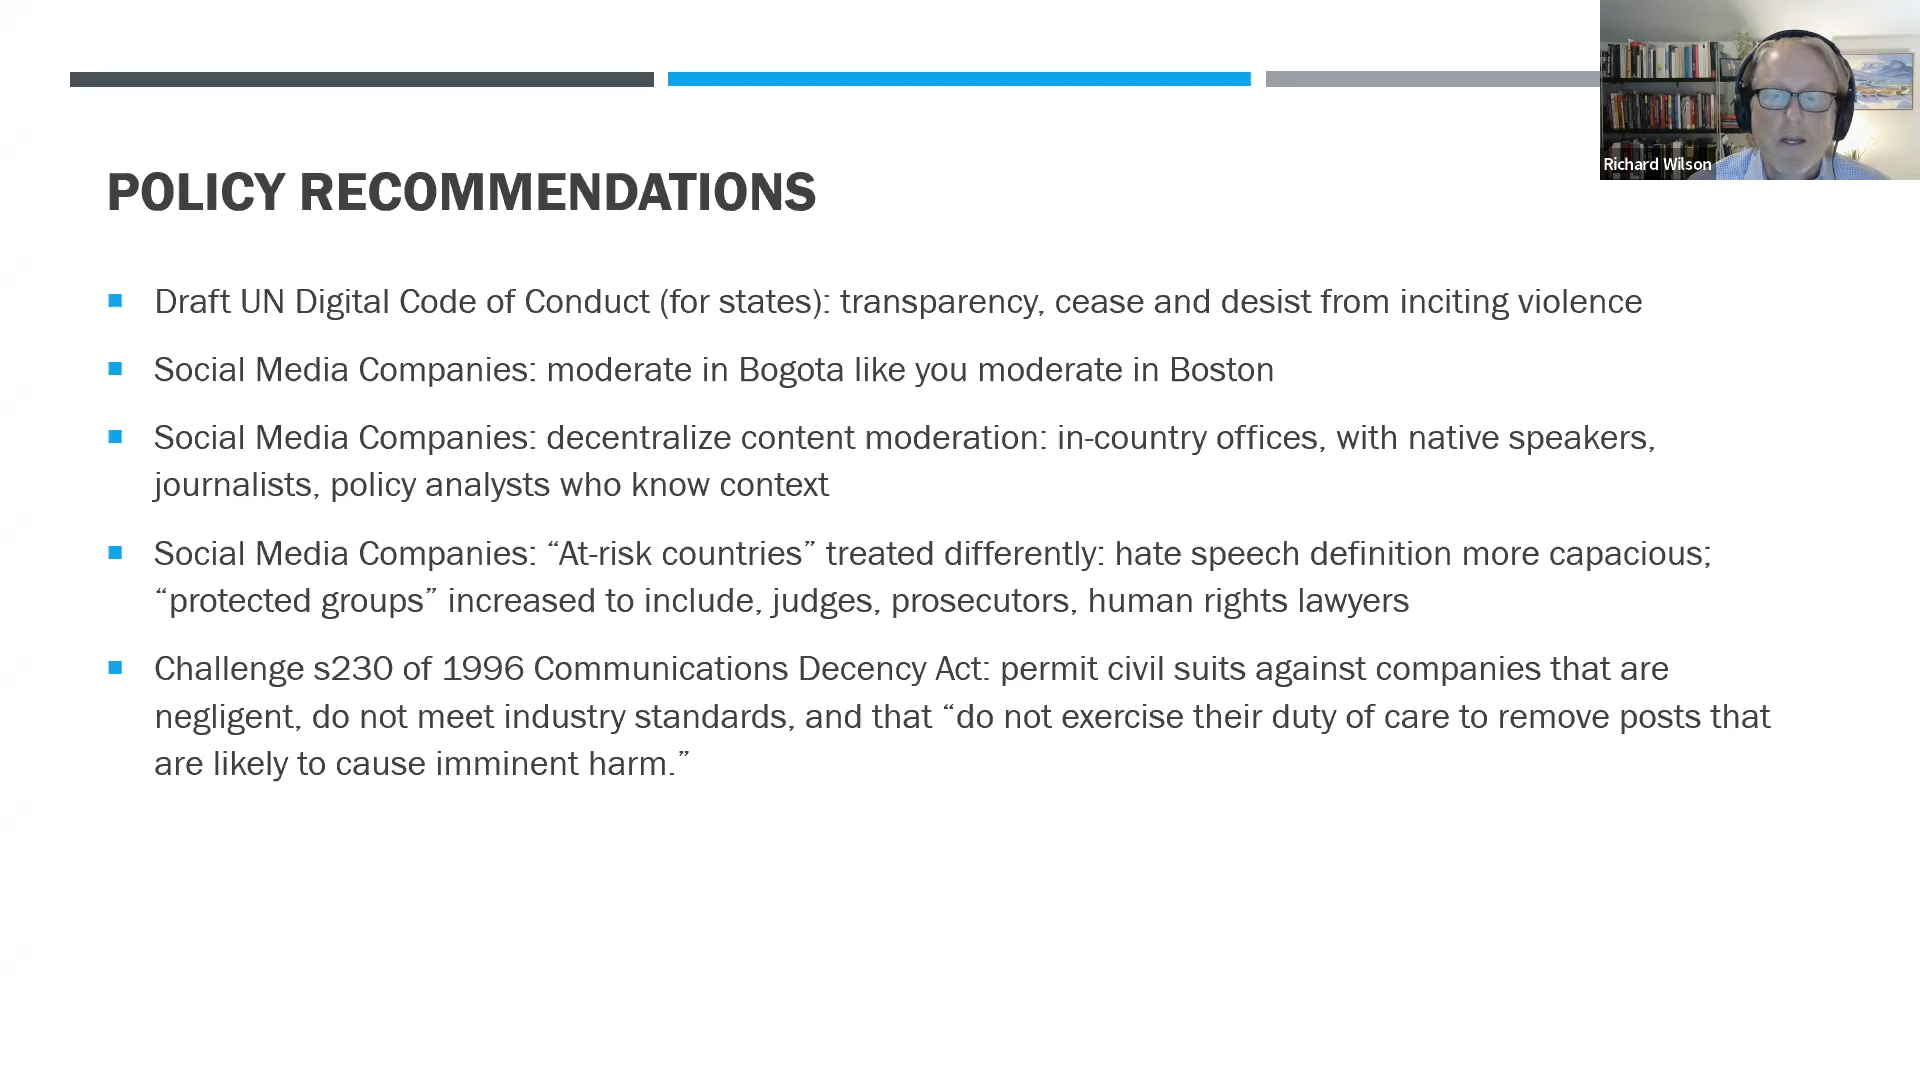 Richard Wilson
POLICY RECOMMENDATIONS
Draft UN Digital Code of Conduct (for states): transparency, cease and desist from inciting violence
Social Media Companies: moderate in Bogota like you moderate in Boston
Social Media Companies: decentralize content moderation: in-country offices, with native speakers,
journalists, policy analysts who know context
Social Media Companies: “At-risk countries” treated differently: hate speech definition more capacious;
“protected groups” increased to include, judges, prosecutors, human rights lawyers
Challenge s230 of 1996 Communications Decency Act: permit civil suits against companies that are
negligent, do not meet industry standards, and that “do not exercise their duty of care to remove posts that
are likely to cause imminent harm.”